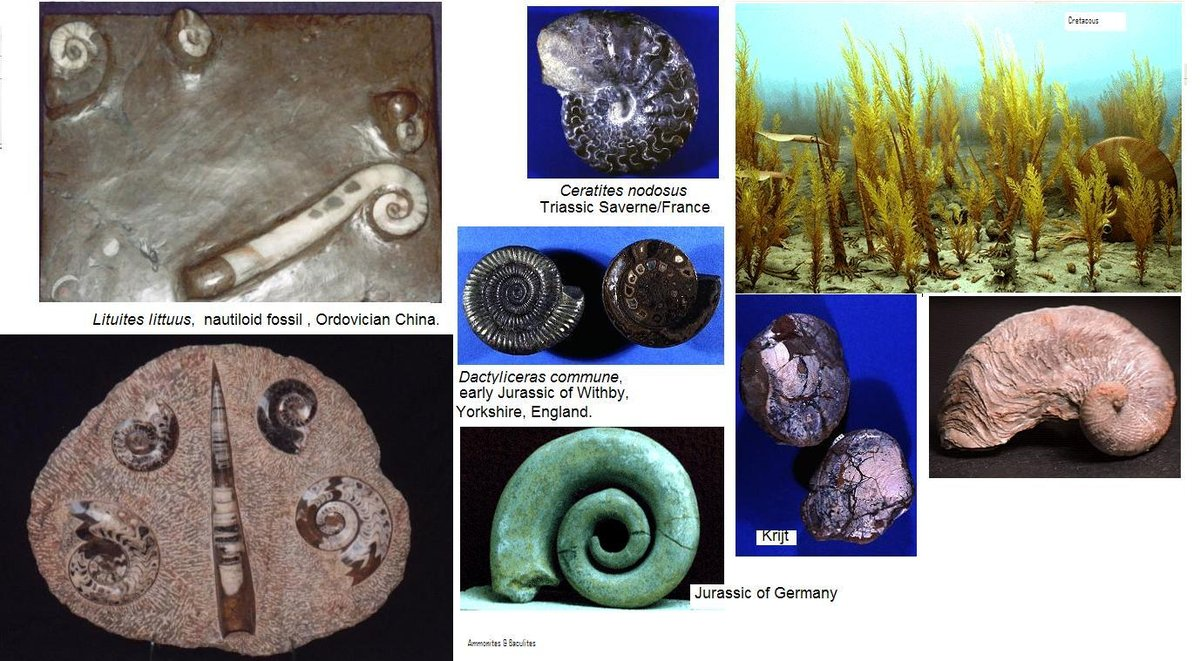 Cretacous
Lituites littuus, nautiloid fossil , Ordovician China.
Ceratites nodosus
Triassic Saverne/France
Dactyliceras commune,
early Jurassic of Withby,
Yorkshire, England.
Krijt
Jurassic of Germany
Ammonites & Baculites